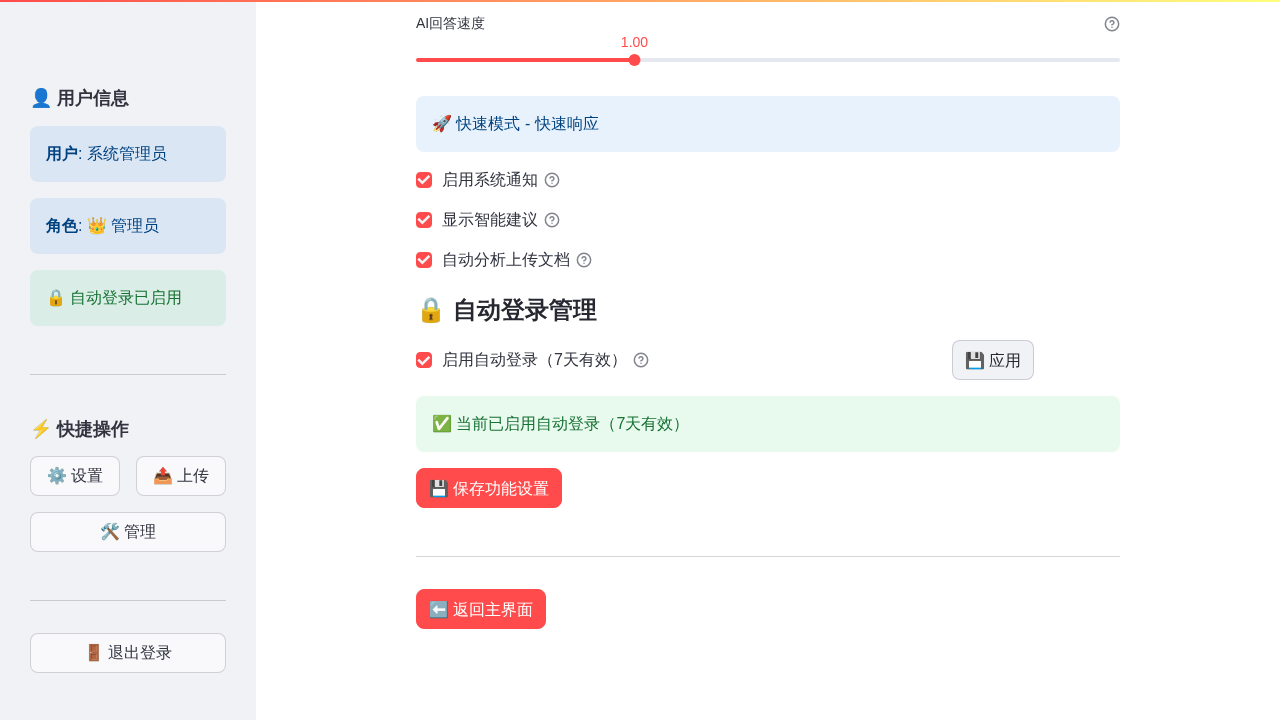 👤 用户信息
用户: 系统管理员
角色: 👑 管理员
🔒 自动登录已启用
⚡ 快捷操作
⚙️ 设置
📤 上传
🛠️ 管理
🚪 退出登录
AI回答速度
1.00
🚀 快速模式 - 快速响应
启用系统通知
显示智能建议
自动分析上传文档
🔒 自动登录管理
启用自动登录（7天有效）
💾 应用
✅ 当前已启用自动登录（7天有效）
💾 保存功能设置
⬅️ 返回主界面